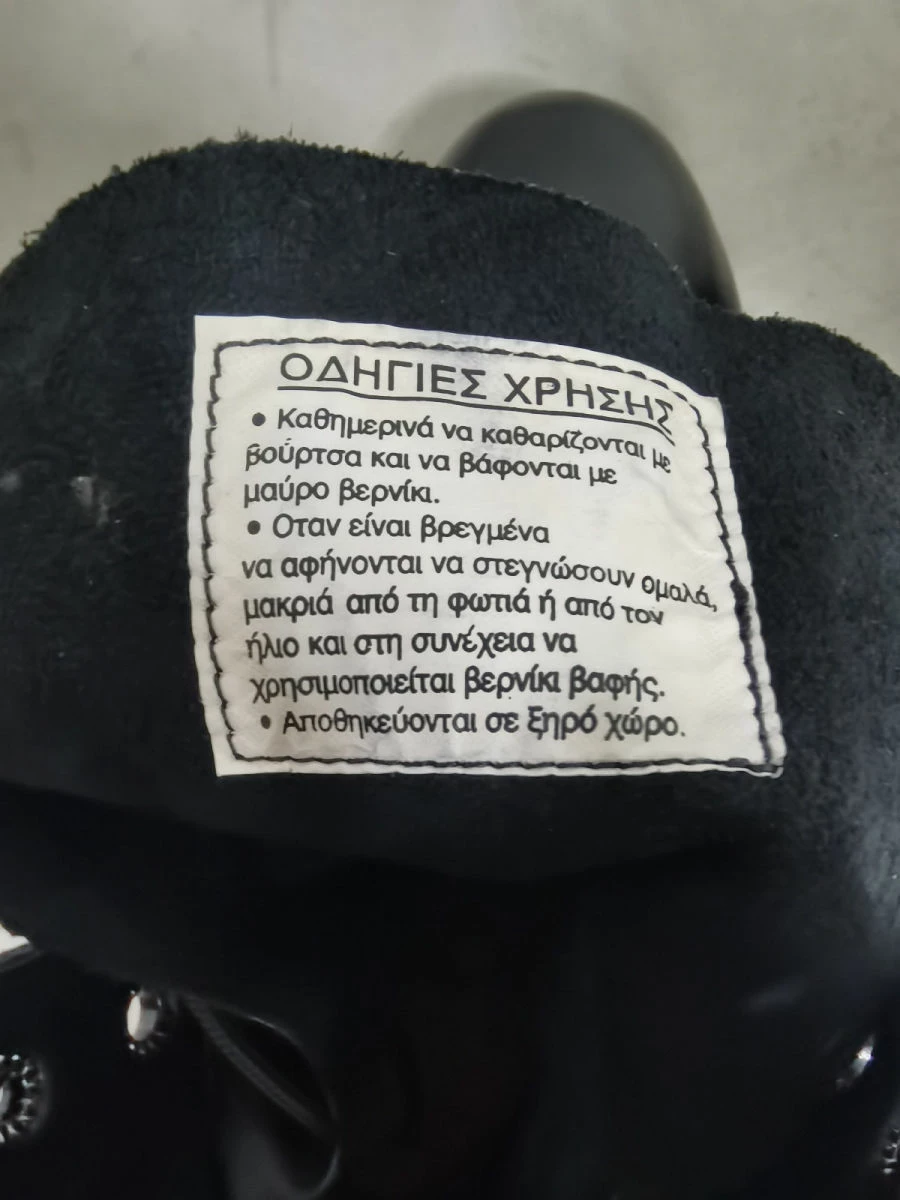 ΟΔΗΓΙΕΣ ΧΡΗΣΗΣ
• Καθημερινά να καθαρίζονται με
βούρτσα και να βάφονται με
μαύρο βερνίκι.
• Οταν είναι βρεγμένα
να αφήνονται να στεγνώσουν ομαλά,
μακριά από τη φωτιά ή από τον
ήλιο και στη συνέχεια να
χρησιμοποιείται βερνίκι βαφής.
• Αποθηκεύονται σε ξηρό χώρο.